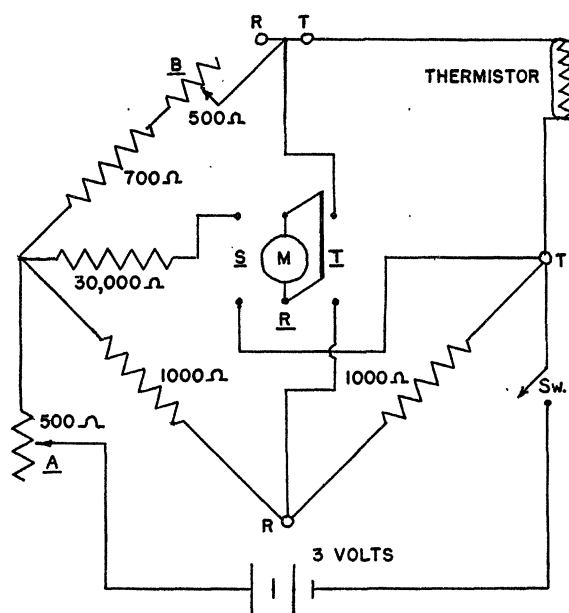 R T
B
THERMISTOR
500Ω
700Ω
S M T
T
30,000Ω
R
1000Ω 1000Ω
Sw.
500Ω
A
R
3 VOLTS